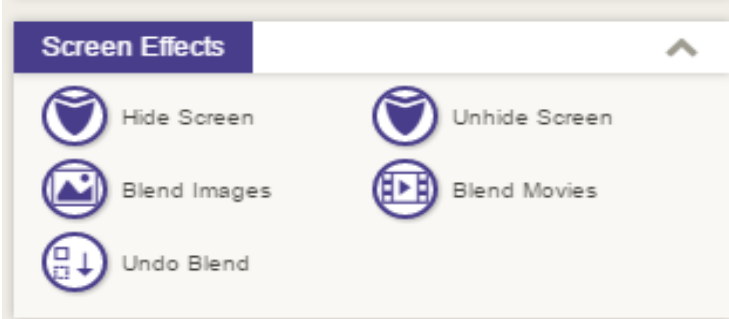 Screen Effects
Hide Screen
Unhide Screen
Blend Images
Blend Movies
Undo Blend